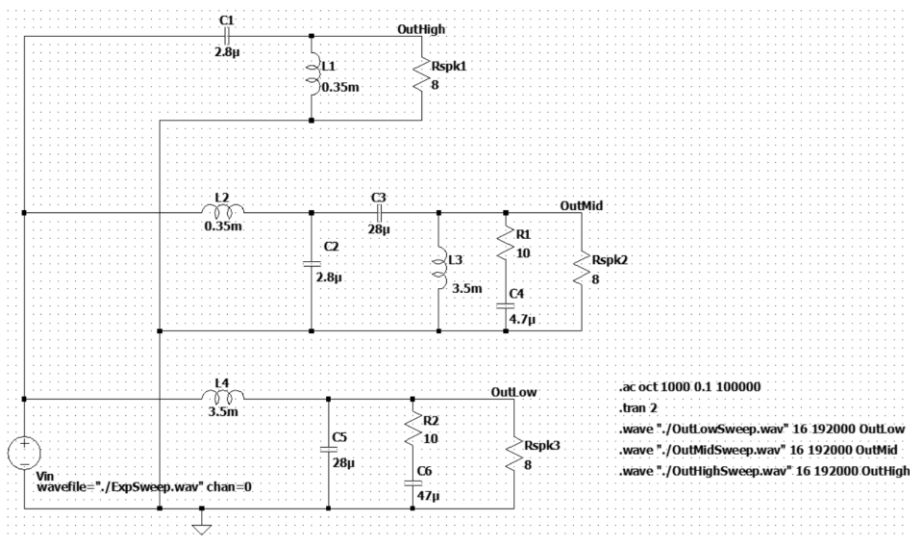 C1
OutHigh
2.8µ
L1
0.35m
Rspk1
8
L2
0.35m
C3
28µ
OutMid
C2
2.8µ
L3
3.5m
R1
10
C4
4.7µ
Rspk2
8
L4
3.5m
OutLow
C5
28µ
R2
10
C6
47µ
Rspk3
8
Vin
wavefile="./ExpSweep.wav" chan=0
.ac oct 1000 0.1 100000
.tran 2
.wave "./OutLowSweep.wav" 16 192000 OutLow
.wave "./OutMidSweep.wav" 16 192000 OutMid
.wave "./OutHighSweep.wav" 16 192000 OutHigh